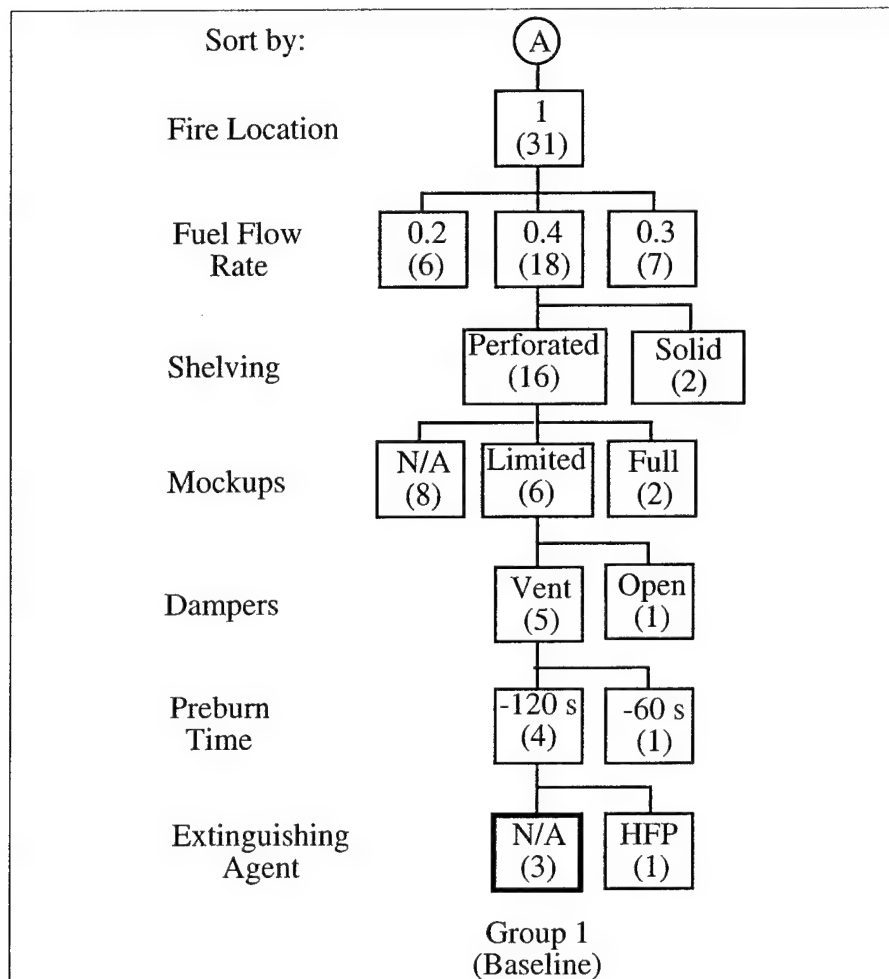 Sort by:
A
Fire Location
1
(31)
Fuel Flow
Rate
0.2
(6)
0.4
(18)
0.3
(7)
Shelving
Perforated
(16)
Solid
(2)
Mockups
N/A
(8)
Limited
(6)
Full
(2)
Dampers
Vent
(5)
Open
(1)
Preburn
Time
-120 s
(4)
-60 s
(1)
Extinguishing
Agent
N/A
(3)
HFP
(1)
Group 1
(Baseline)